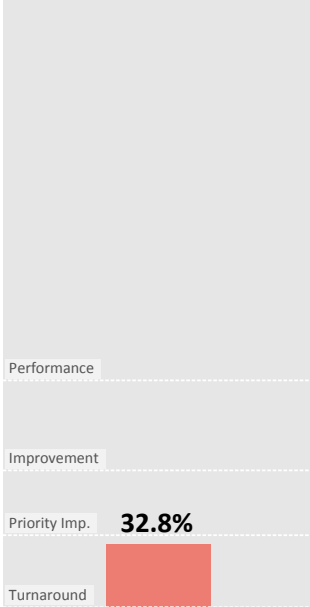 Performance
Improvement
Priority Imp.
32.8%
Turnaround